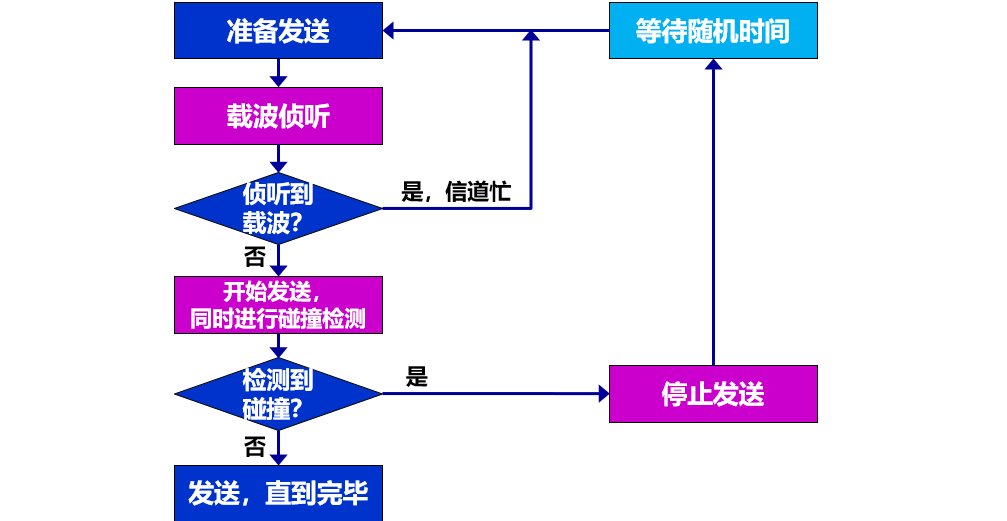 准备发送
等待随机时间
载波侦听
侦听到
载波?
是，信道忙
否
开始发送，
同时进行碰撞检测
检测到
碰撞?
是
停止发送
否
发送，直到完毕